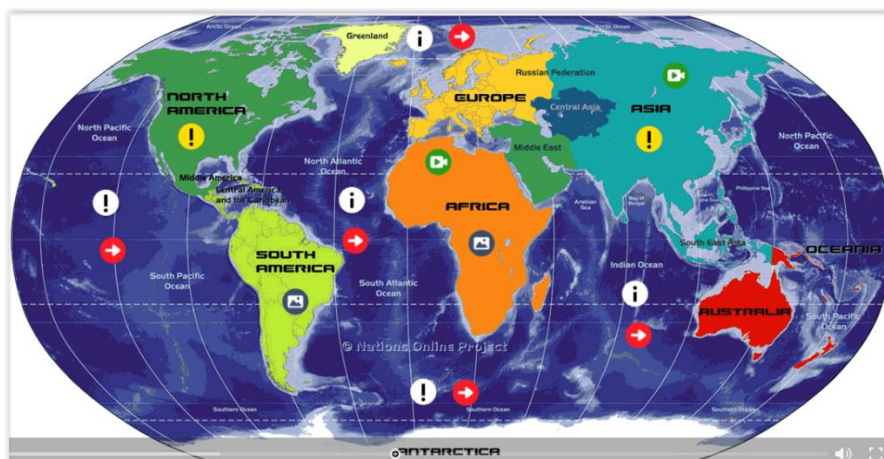 Arctic Ocean
Arctic Ocean
Greenland
Russian Federation
NORTH
AMERICA
EUROPE
Central Asia
ASIA
North Pacific
Ocean
North Pacific
Ocean
Middle East
North Atlantic
Ocean
Middle America
Central America
and the Caribbean
AFRICA
Arabian
Sea
Bay of
Bengal
Philippine Sea
SOUTH
AMERICA
South East Asia
OCEANIA
South Pacific
Ocean
South Atlantic
Ocean
Indian Ocean
AUSTRALIA
South Pacific
Ocean
© Nations Online Project
Southern Ocean
Southern Ocean
Southern Ocean
ANTARCTICA